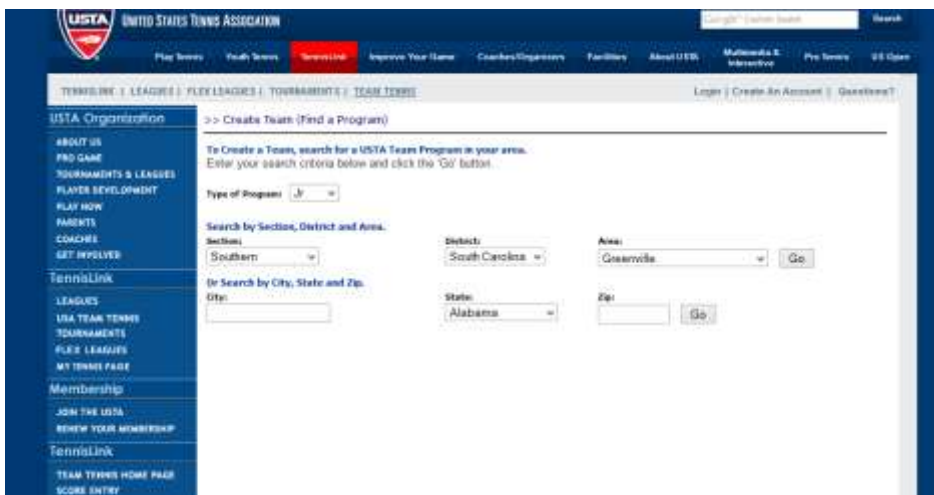 USTA UNITED STATES TENNIS ASSOCIATION
Google™ Custom Search Search
Play Tennis Youth Tennis TennisLink Improve Your Game Coaches/Organizers Facilities About USTA Multimedia & Interactive Pro Tennis US Open
TENNISLINK | LEAGUES | FLEX LEAGUES | TOURNAMENTS | TEAM TENNIS Login | Create An Account | Questions?
USTA Organization
ABOUT US
PRO GAME
TOURNAMENTS & LEAGUES
PLAYER DEVELOPMENT
PLAY NOW
PARENTS
COACHES
GET INVOLVED
TennisLink
LEAGUES
USA TEAM TENNIS
TOURNAMENTS
FLEX LEAGUES
MY TENNIS PAGE
Membership
JOIN THE USTA
RENEW YOUR MEMBERSHIP
TennisLink
TEAM TENNIS HOME PAGE
SCORE ENTRY
>> Create Team (Find a Program)
To Create a Team, search for a USTA Team Program in your area.
Enter your search criteria below and click the 'Go' button.
Type of Program: Jr
Search by Section, District and Area.
Section: District: Area:
Southern South Carolina Greenville Go
Or Search by City, State and Zip.
City: State: Zip:
Alabama Go